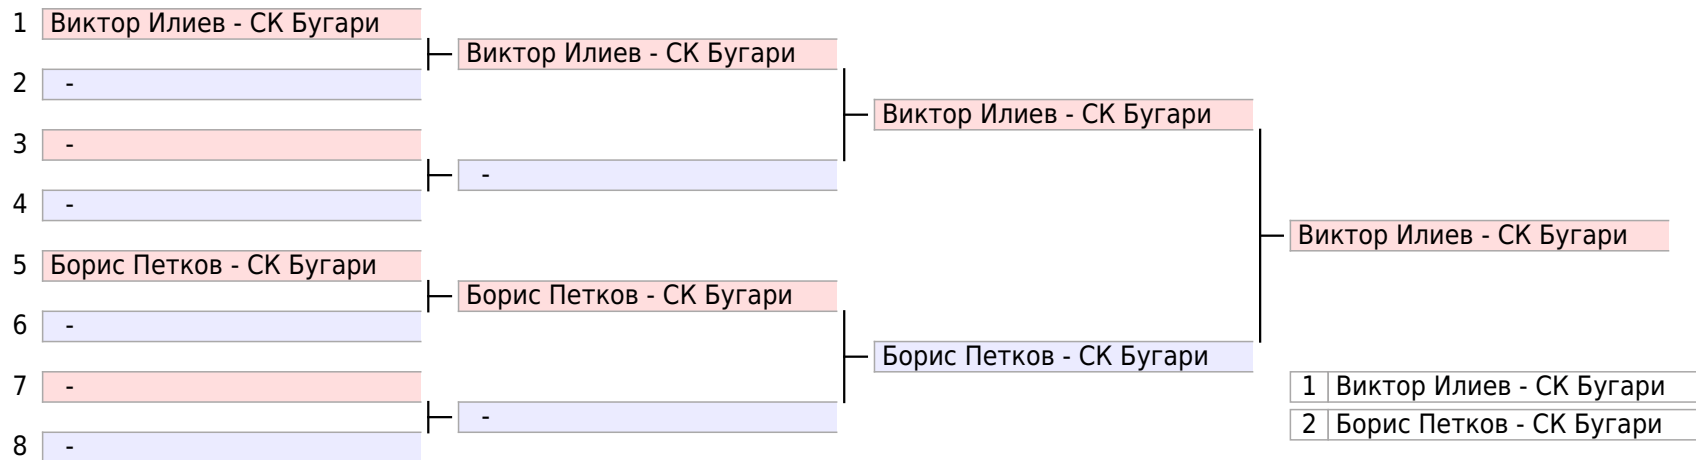 1 Виктор Илиев - СК Бугари
2 -
3 -
4 -
5 Борис Петков - СК Бугари
6 -
7 -
8 -
Виктор Илиев - СК Бугари
-
Борис Петков - СК Бугари
-
Виктор Илиев - СК Бугари
Борис Петков - СК Бугари
Виктор Илиев - СК Бугари
1 Виктор Илиев - СК Бугари
2 Борис Петков - СК Бугари